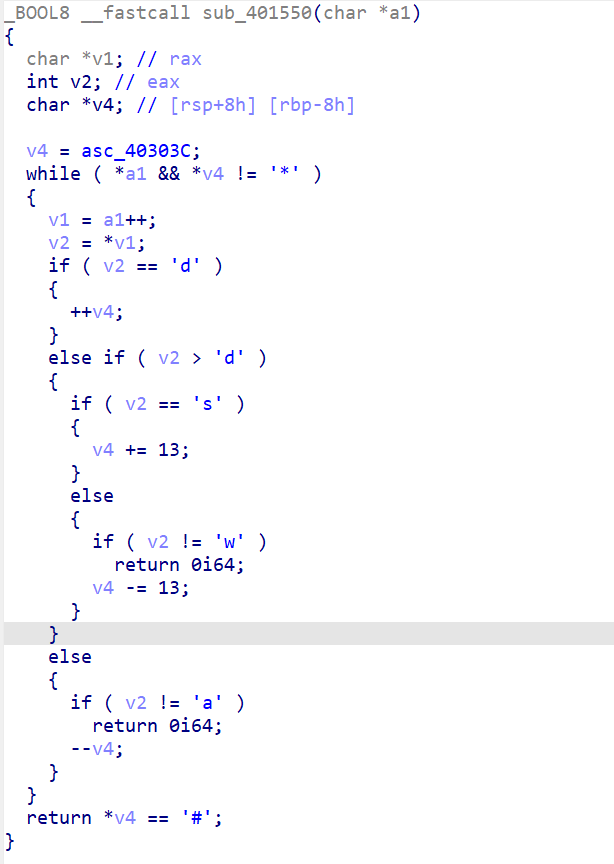 _BOOL8 __fastcall sub_401550(char *a1)
{
  char *v1; // rax
  int v2; // eax
  char *v4; // [rsp+8h] [rbp-8h]

  v4 = asc_40303C;
  while ( *a1 && *v4 != '*' )
  {
    v1 = a1++;
    v2 = *v1;
    if ( v2 == 'd' )
    {
      ++v4;
    }
    else if ( v2 > 'd' )
    {
      if ( v2 == 's' )
      {
        v4 += 13;
      }
      else
      {
        if ( v2 != 'w' )
          return 0i64;
        v4 -= 13;
      }
    }
    else
    {
      if ( v2 != 'a' )
        return 0i64;
      --v4;
    }
  }
  return *v4 == '#';
}